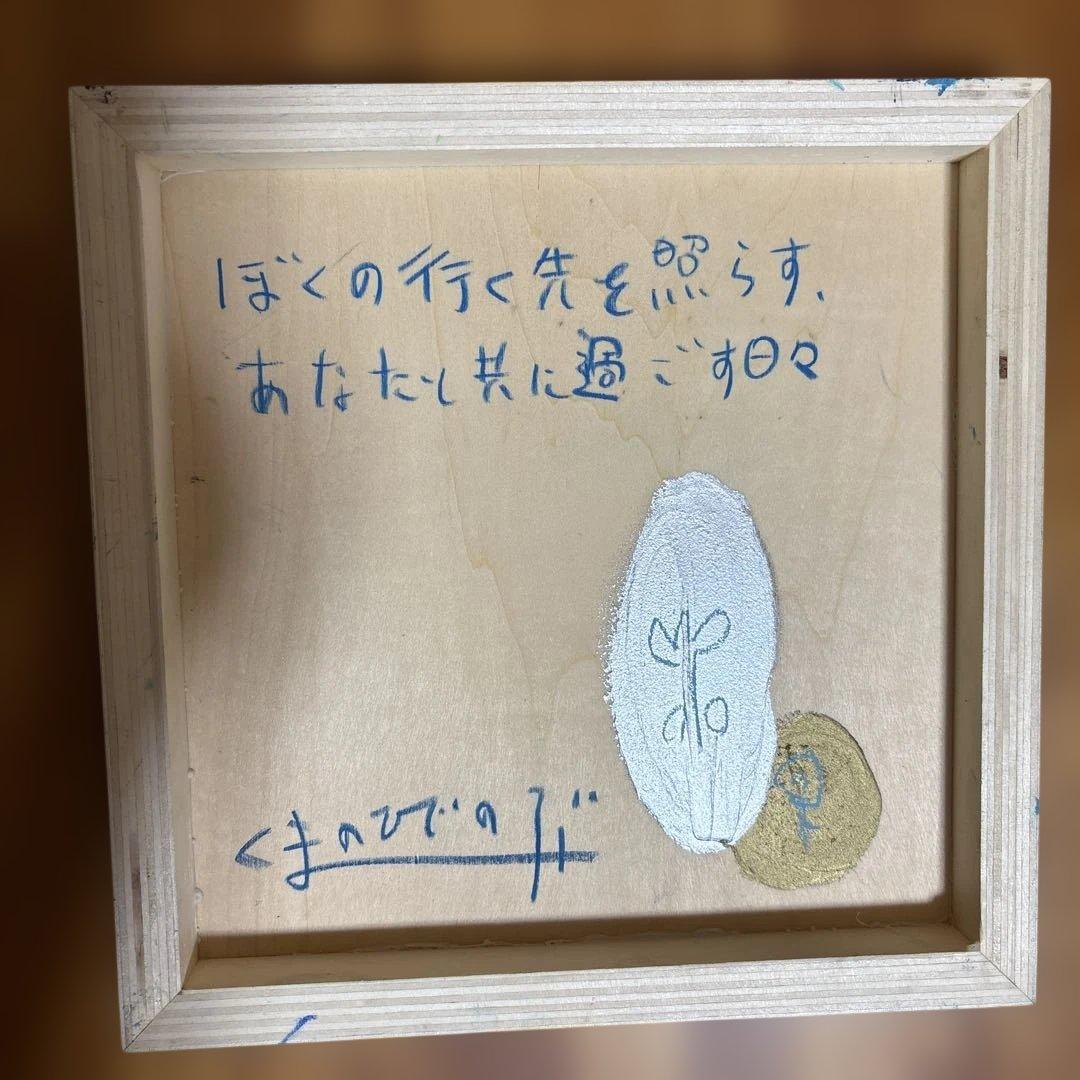 ぼくの行く先を照らす、
あなたと共に過ごす日々
くまのひでのぶ